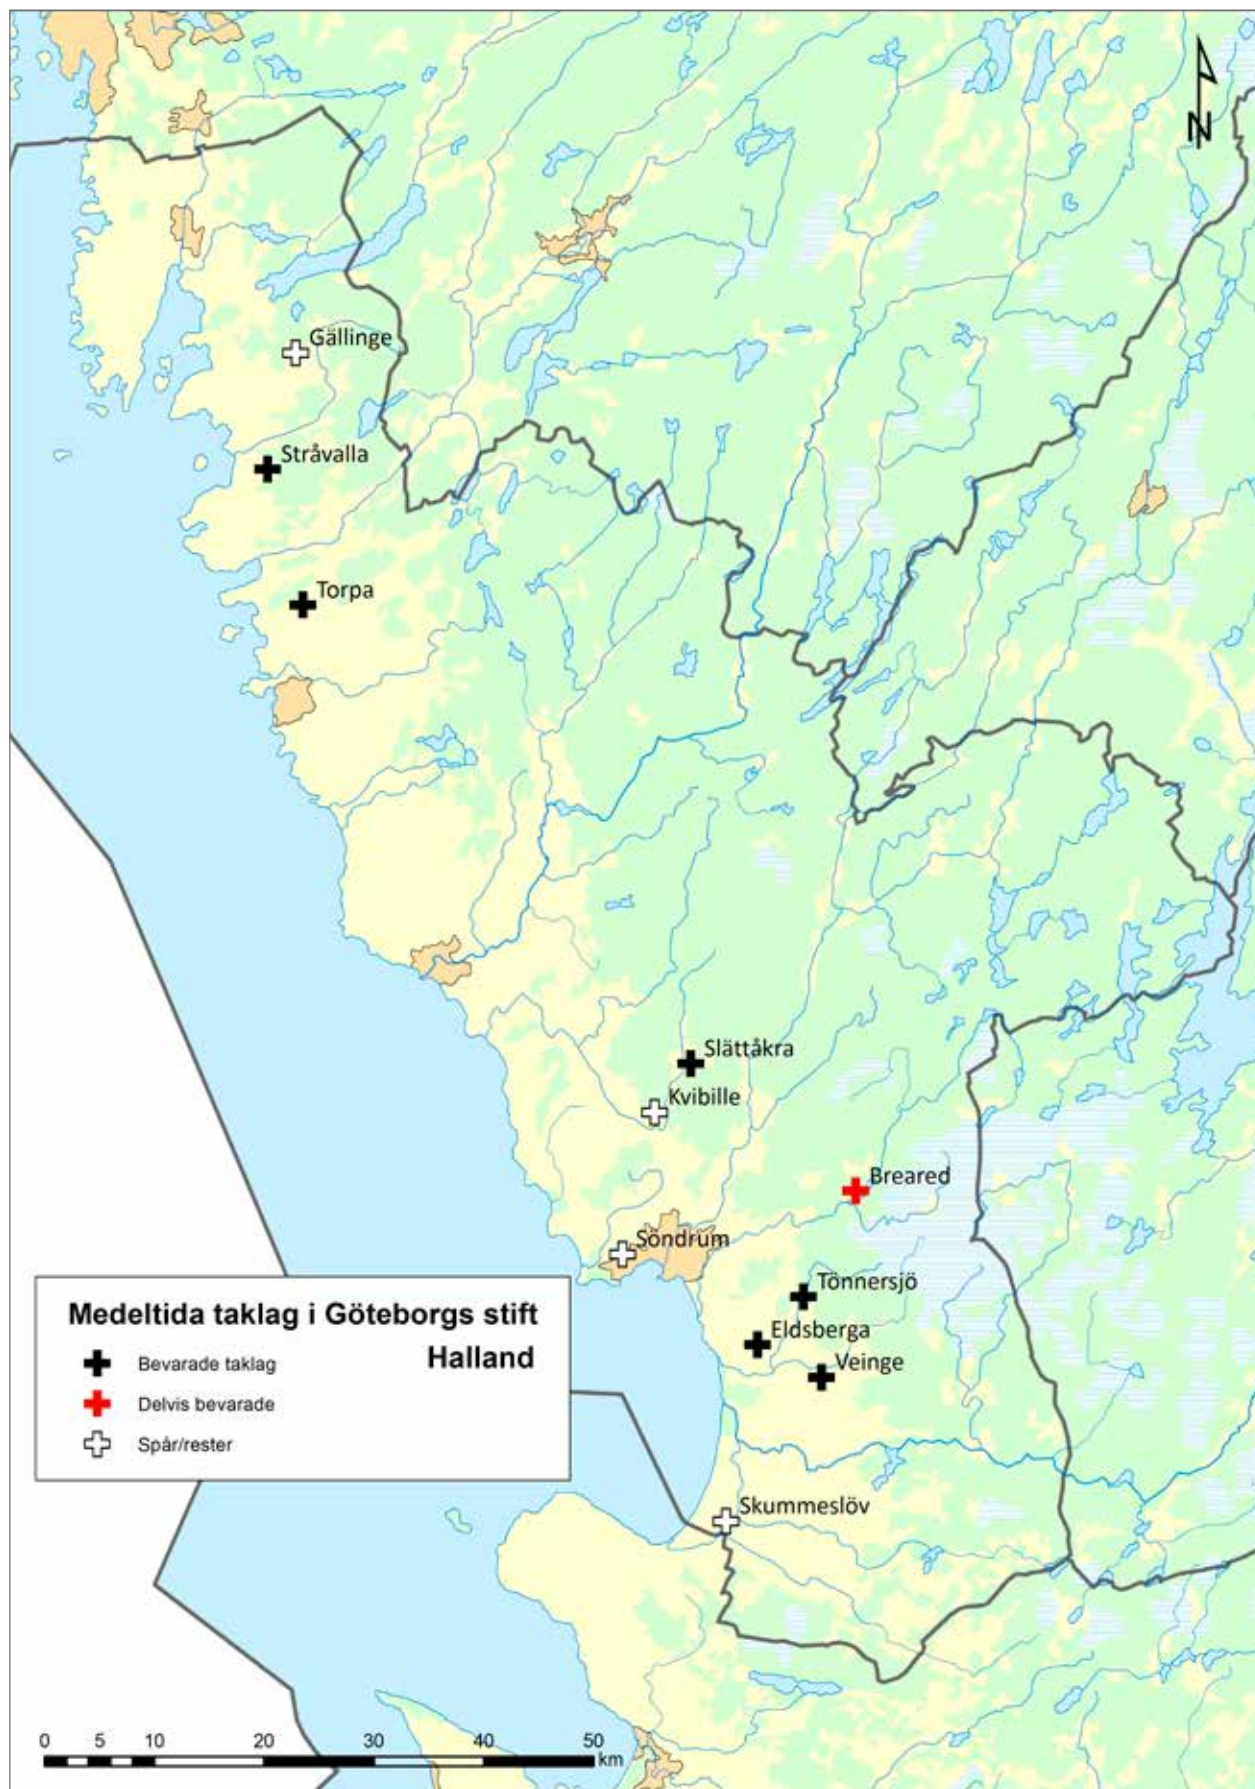 N
Gällinge
Stråvalla
Torpa
Slättåkra
Kvibille
Breared
Söndrum
Tönnersjö
Eldsberga
Veinge
Skummeslöv
Medeltida taklag i Göteborgs stift
Halland
Bevarade taklag
Delvis bevarade
Spår/rester
0 5 10 20 30 40 50 km